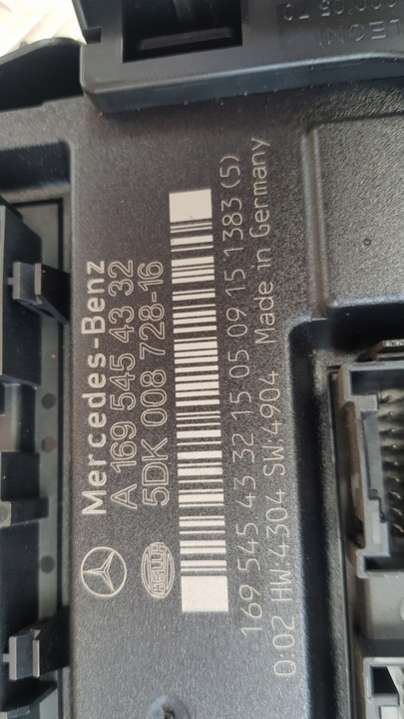 Mercedes-Benz
A 169 545 43 32
5DK 008 728-16
HELLA
169 545 43 32 15 05 09 15 1383 (5)
0:02 HW:4304 SW:4904 Made in Germany